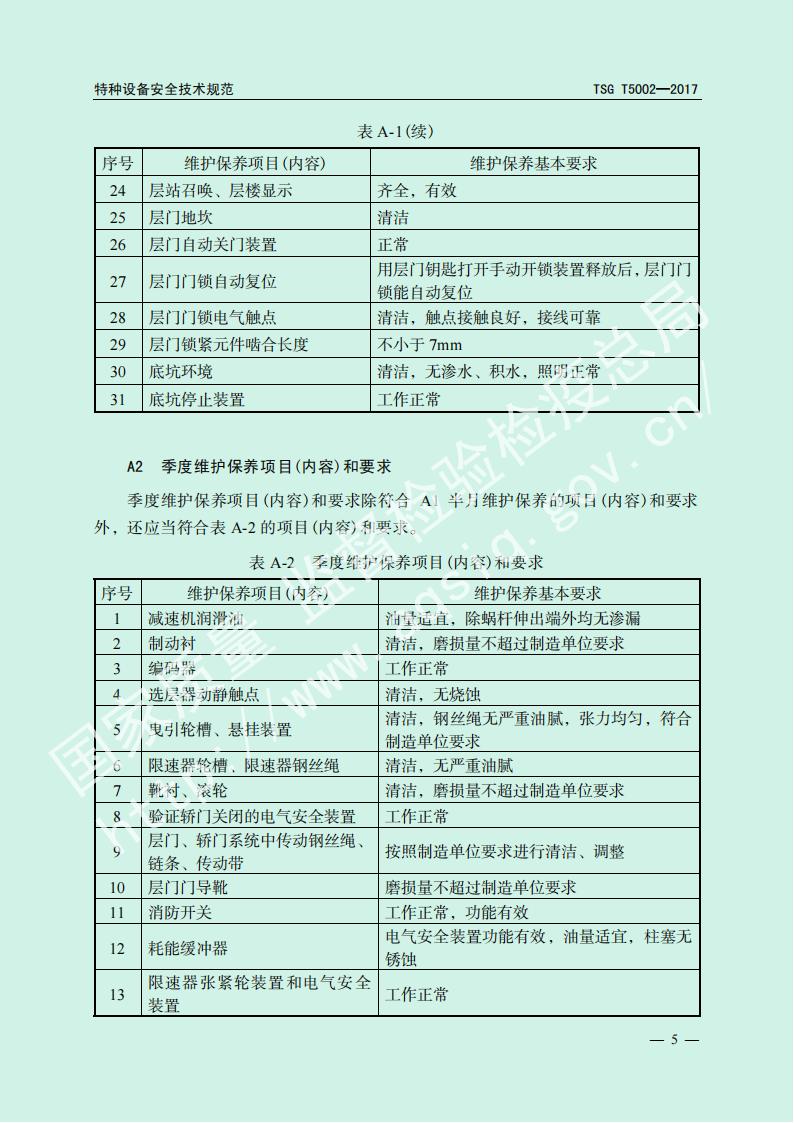 特种设备安全技术规范 TSG T5002—2017
表 A-1(续)
序号 维护保养项目(内容) 维护保养基本要求
24 层站召唤、层楼显示 齐全，有效
25 层门地坎 清洁
26 层门自动关门装置 正常
27 层门门锁自动复位 用层门钥匙打开手动开锁装置释放后，层门门
锁能自动复位
28 层门门锁电气触点 清洁，触点接触良好，接线可靠
29 层门锁紧元件啮合长度 不小于 7mm
30 底坑环境 清洁，无渗水、积水，照明正常
31 底坑停止装置 工作正常
A2 季度维护保养项目(内容)和要求
季度维护保养项目(内容)和要求除符合 A1 半月维护保养的项目(内容)和要求
外，还应当符合表 A-2 的项目(内容)和要求。
表 A-2 季度维护保养项目(内容)和要求
序号 维护保养项目(内容) 维护保养基本要求
1 减速机润滑油 油量适宜，除蜗杆伸出端外均无渗漏
2 制动衬 清洁，磨损量不超过制造单位要求
3 编码器 工作正常
4 选层器动静触点 清洁，无烧蚀
5 曳引轮槽、悬挂装置 清洁，钢丝绳无严重油腻，张力均匀，符合
制造单位要求
6 限速器轮槽、限速器钢丝绳 清洁，无严重油腻
7 靴衬、滚轮 清洁，磨损量不超过制造单位要求
8 验证轿门关闭的电气安全装置 工作正常
9 层门、轿门系统中传动钢丝绳、
链条、传动带 按照制造单位要求进行清洁、调整
10 层门门导靴 磨损量不超过制造单位要求
11 消防开关 工作正常，功能有效
12 耗能缓冲器 电气安全装置功能有效，油量适宜，柱塞无
锈蚀
13 限速器张紧轮装置和电气安全
装置 工作正常
— 5 —
国家质量 监督检验检疫总局
http://www.aqsiq.gov.cn/